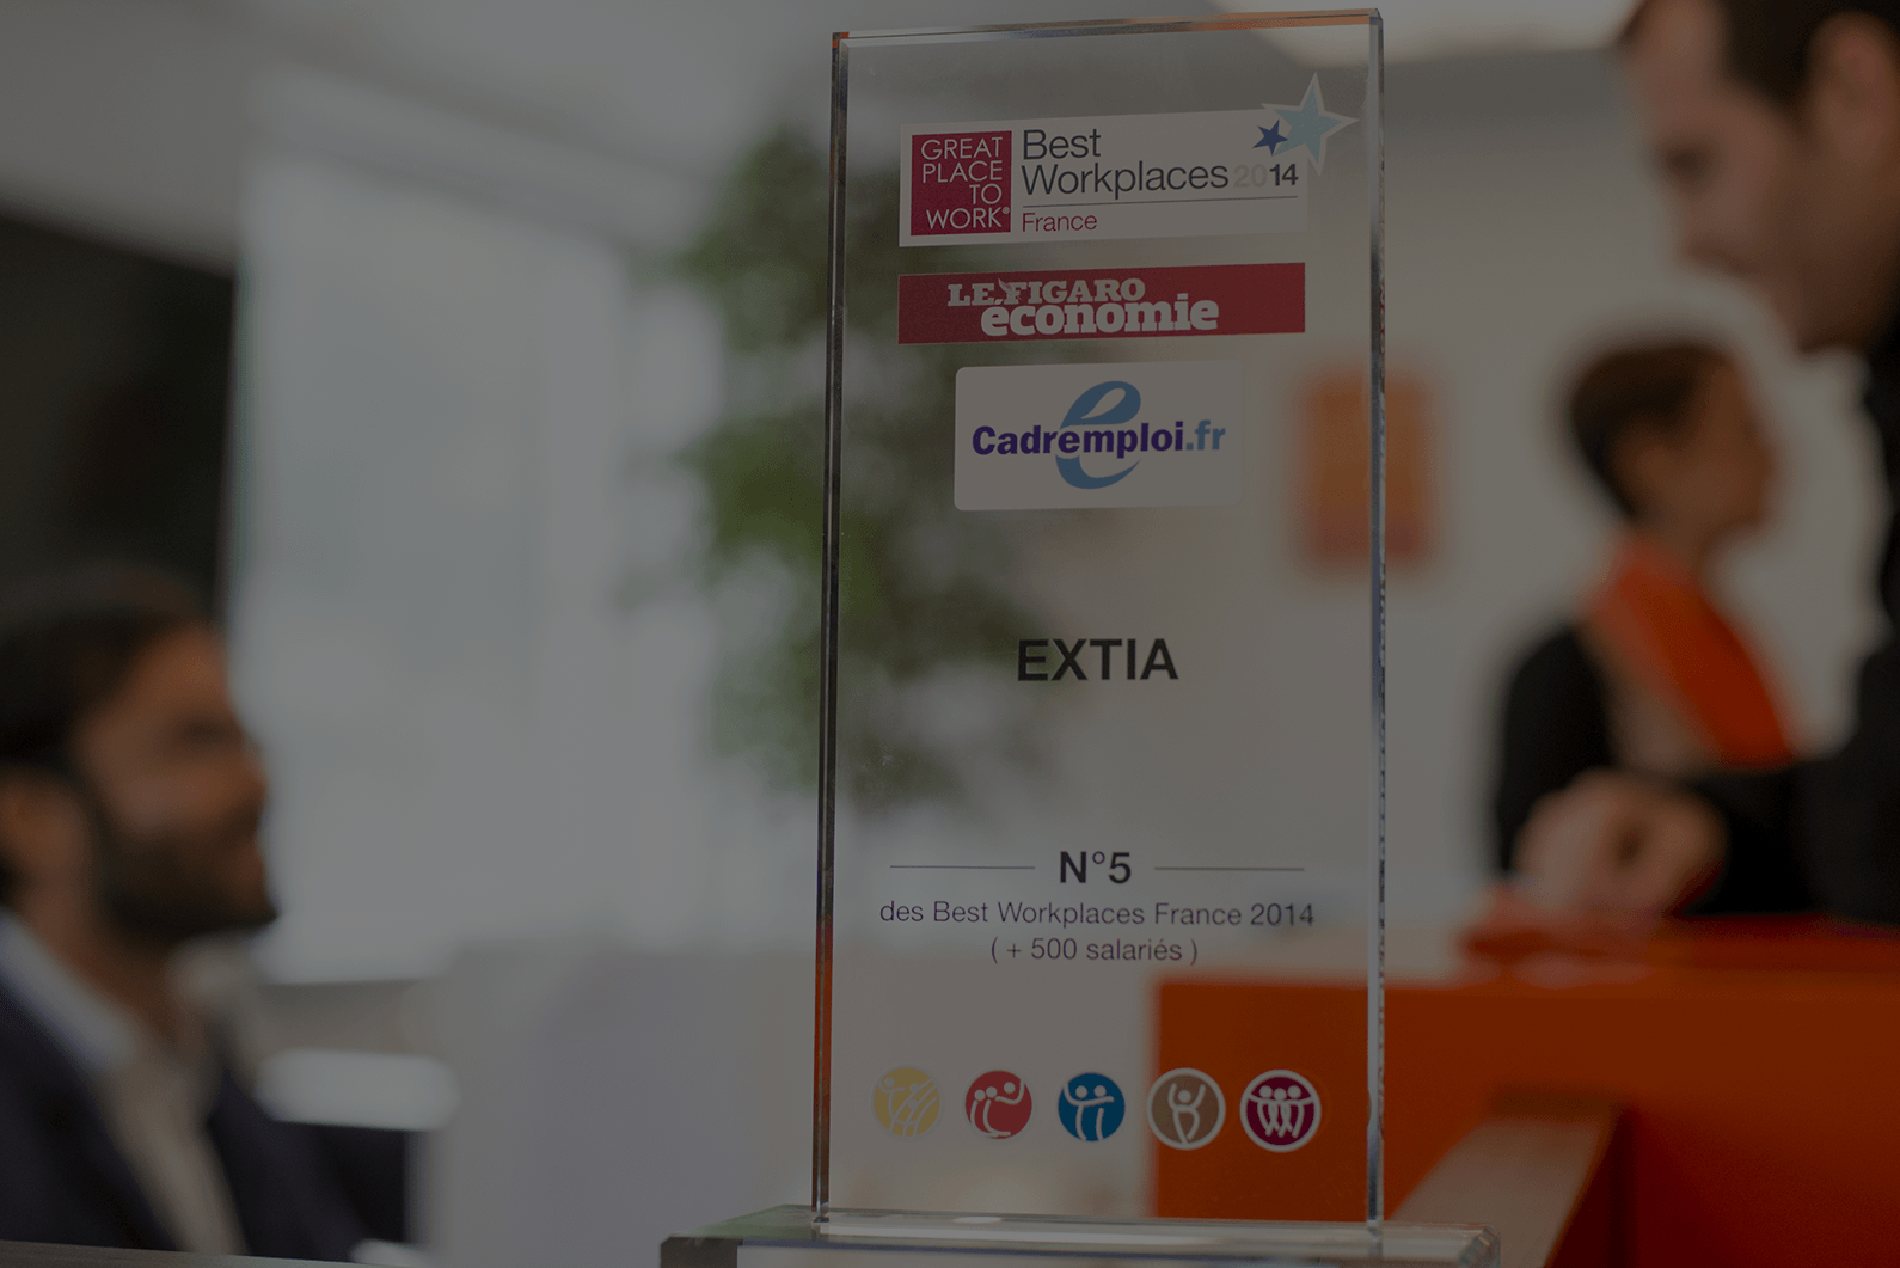 GREAT
PLACE
TO
WORK®
Best
Workplaces 2014
France
LE FIGARO
économie
Cadremploi.fr
EXTIA
N°5
des Best Workplaces France 2014
( + 500 salariés )